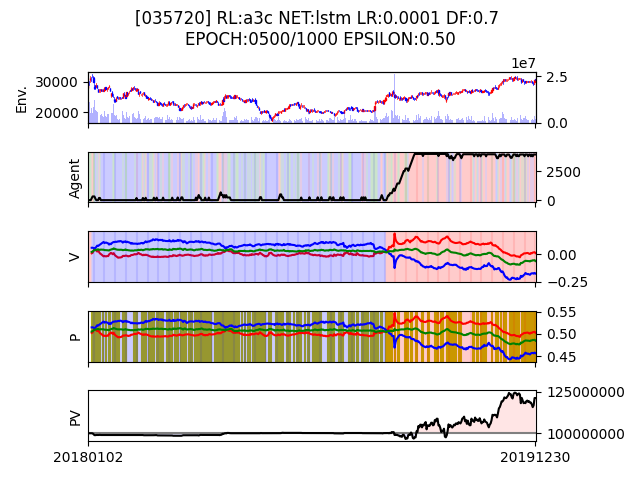 [035720] RL:a3c NET:lstm LR:0.0001 DF:0.7
EPOCH:0500/1000 EPSILON:0.50
1e7
Env.
30000
20000
2.5
0.0
Agent
2500
0
V
0.00
−0.25
P
0.55
0.50
0.45
PV
125000000
100000000
20180102
20191230